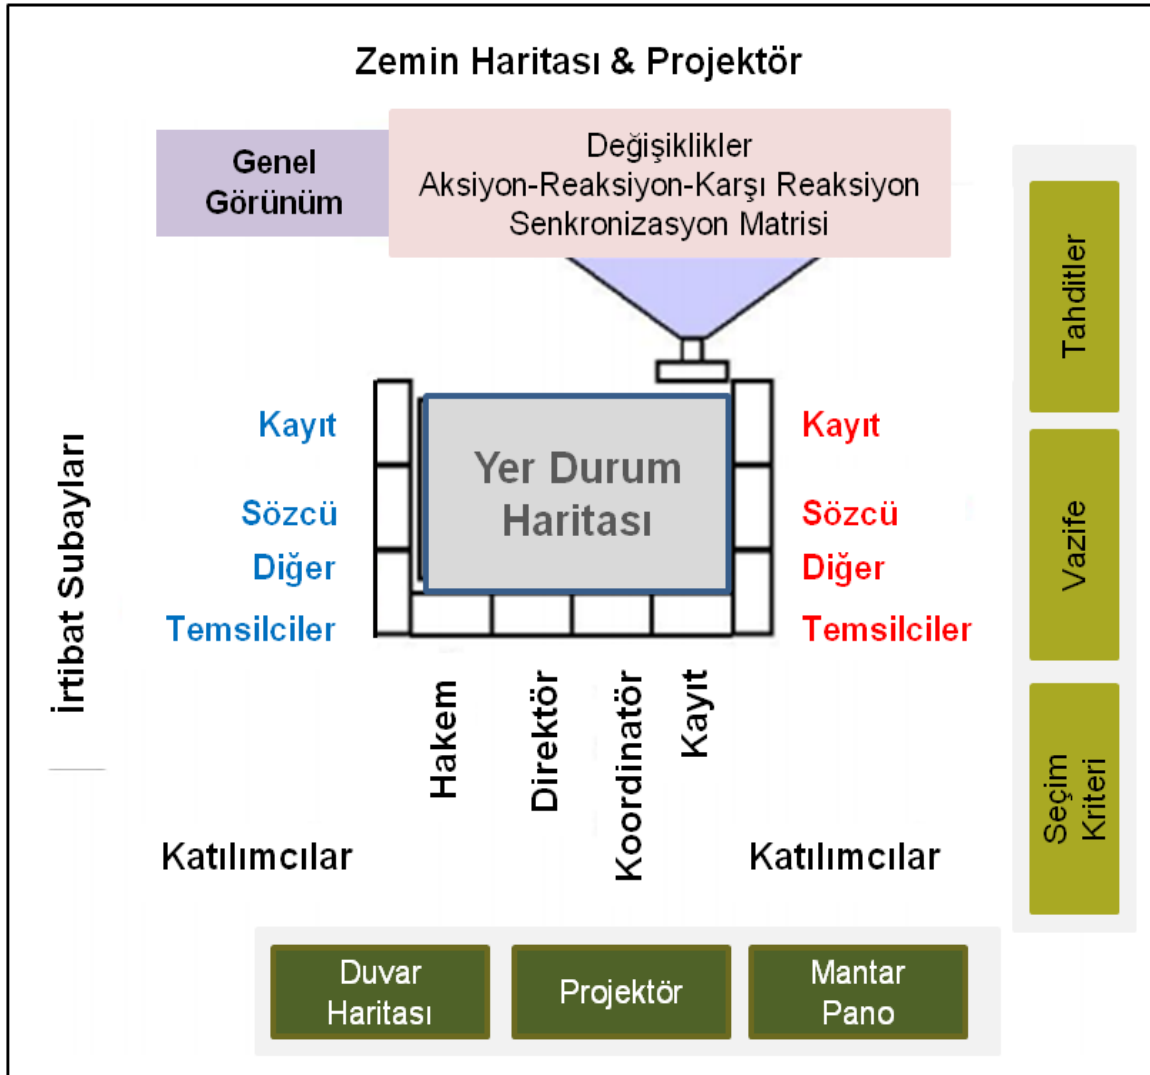 Zemin Haritası & Projektör
Genel
Görünüm
Değişiklikler
Aksiyon-Reaksiyon-Karşı Reaksiyon
Senkronizasyon Matrisi
Tahditler
Vazife
Seçim
Kriteri
İrtibat Subayları
Kayıt
Sözcü
Diğer
Temsilciler
Yer Durum
Haritası
Kayıt
Sözcü
Diğer
Temsilciler
Hakem
Direktör
Koordinatör
Kayıt
Katılımcılar
Katılımcılar
Duvar
Haritası
Projektör
Mantar
Pano